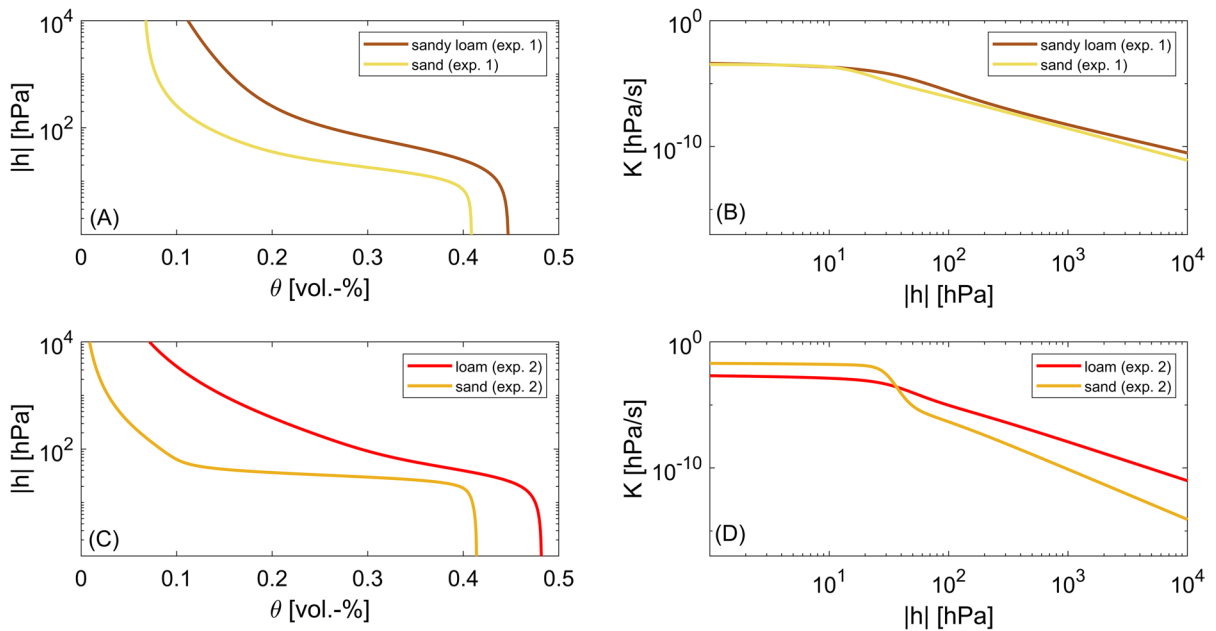 10^4
10^2
|h| [hPa]
sandy loam (exp. 1)
sand (exp. 1)
(A)
0 0.1 0.2 0.3 0.4 0.5
θ [vol.-%]
10^0
10^-10
K [hPa/s]
sandy loam (exp. 1)
sand (exp. 1)
(B)
10^1 10^2 10^3 10^4
|h| [hPa]
10^4
10^2
|h| [hPa]
loam (exp. 2)
sand (exp. 2)
(C)
0 0.1 0.2 0.3 0.4 0.5
θ [vol.-%]
10^0
10^-10
K [hPa/s]
loam (exp. 2)
sand (exp. 2)
(D)
10^1 10^2 10^3 10^4
|h| [hPa]